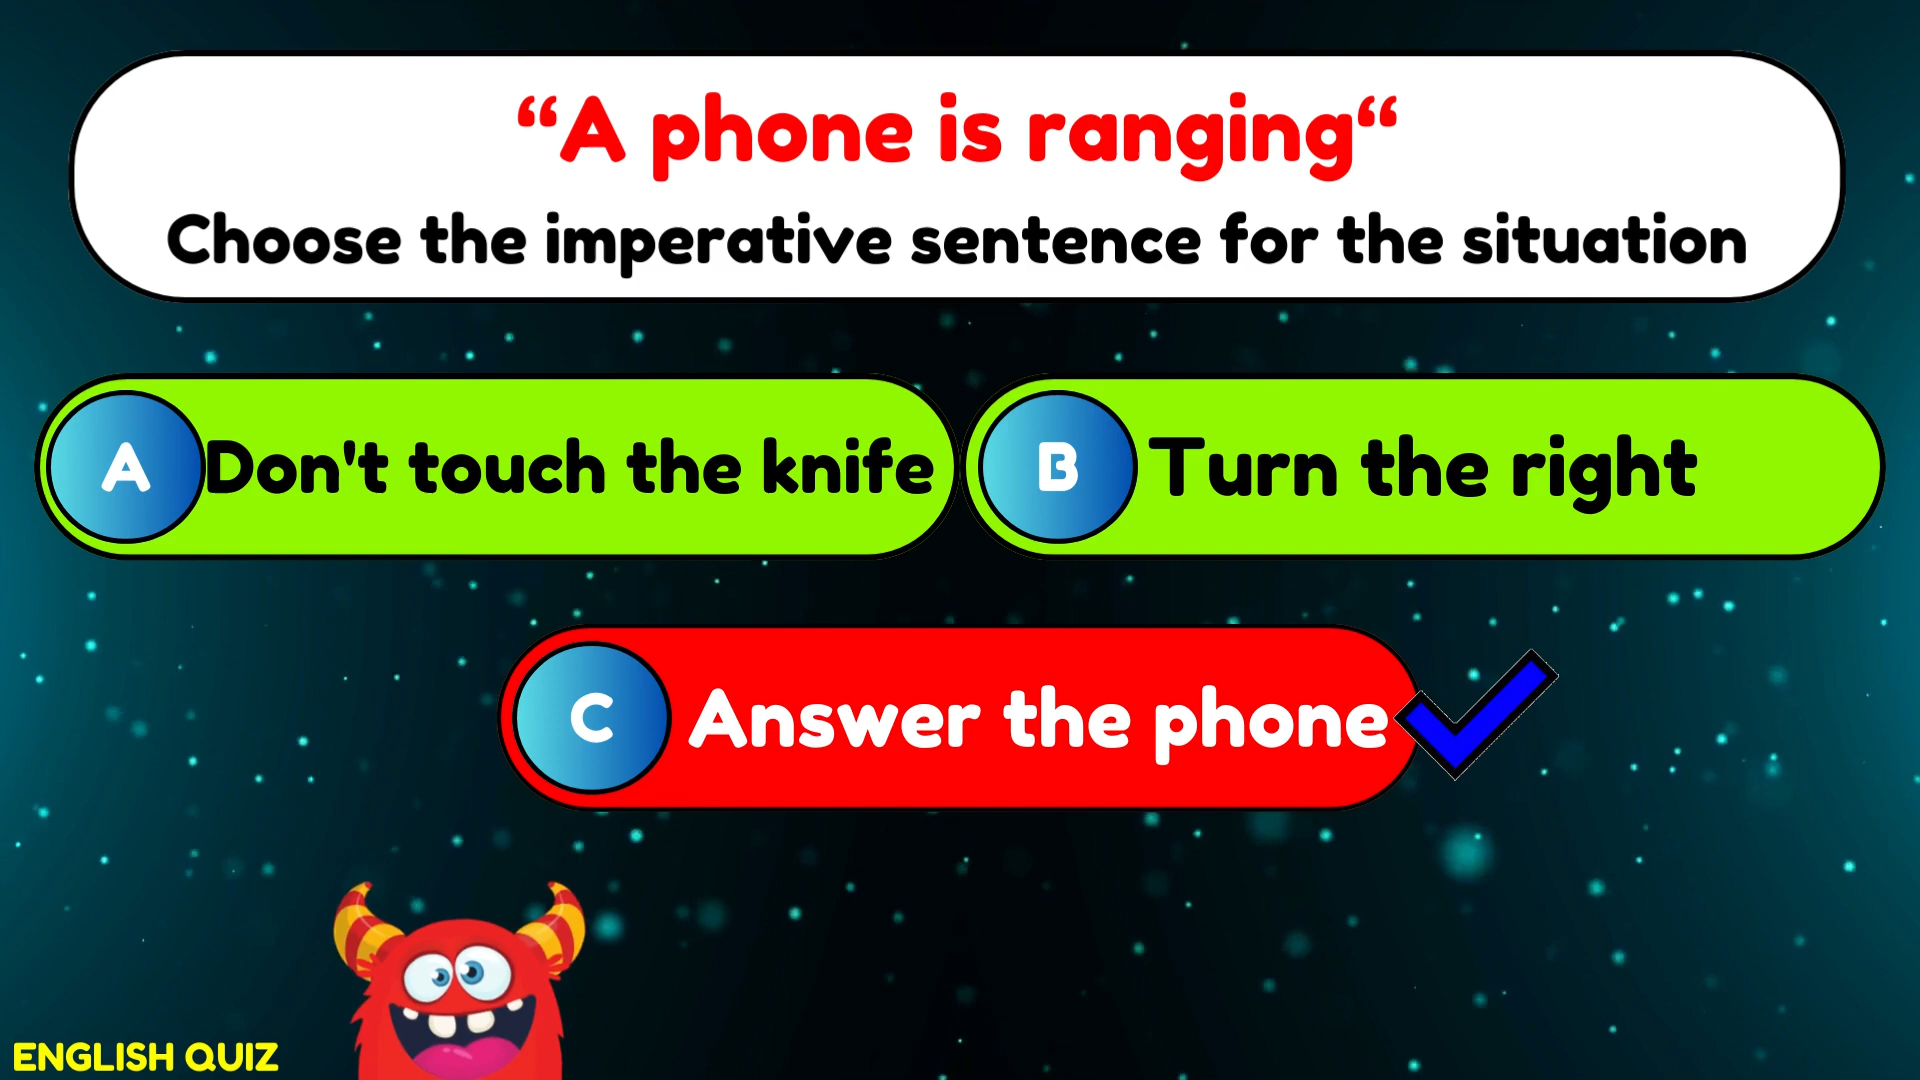 “A phone is ranging“
Choose the imperative sentence for the situation
A Don't touch the knife
B Turn the right
C Answer the phone
ENGLISH QUIZ